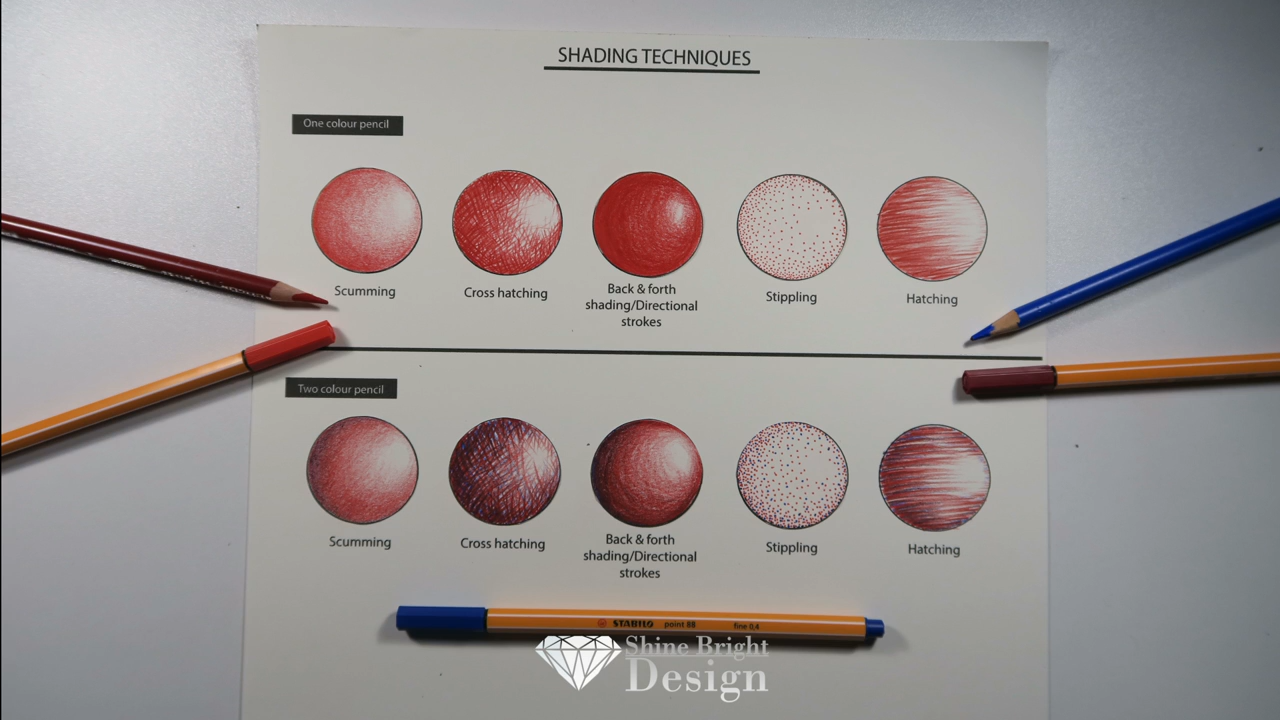 SHADING TECHNIQUES
One colour pencil
Scumming
Cross hatching
Back & forth
shading/Directional
strokes
Stippling
Hatching
Two colour pencil
Scumming
Cross hatching
Back & forth
shading/Directional
strokes
Stippling
Hatching
STABILO point 88 fine 0,4
Shine Bright
Design